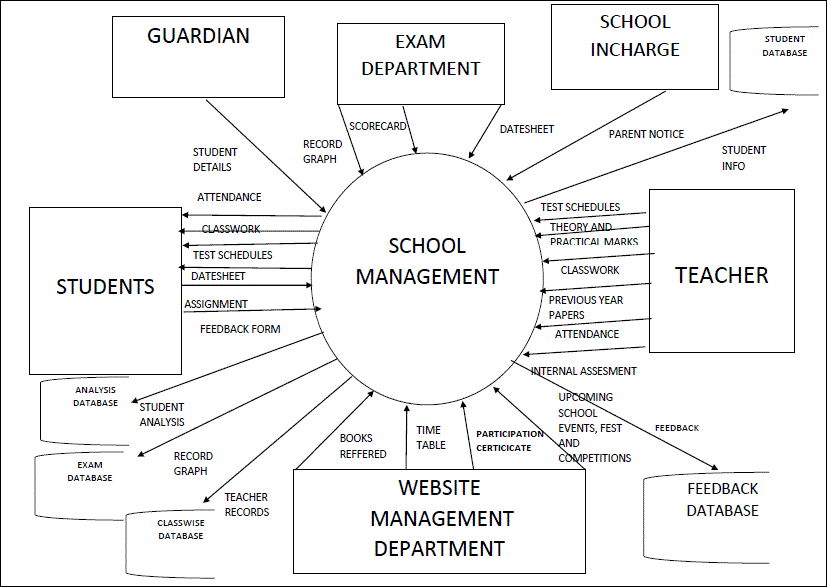 GUARDIAN
EXAM
DEPARTMENT
SCHOOL
INCHARGE
STUDENT
DATABASE
STUDENT
DETAILS
RECORD
GRAPH
SCORECARD
DATESHEET
PARENT NOTICE
STUDENT
INFO
ATTENDANCE
CLASSWORK
TEST SCHEDULES
DATESHEET
ASSIGNMENT
FEEDBACK FORM
STUDENTS
SCHOOL
MANAGEMENT
TEST SCHEDULES
THEORY AND
PRACTICAL MARKS
CLASSWORK
PREVIOUS YEAR
PAPERS
ATTENDANCE
INTERNAL ASSESMENT
TEACHER
ANALYSIS
DATABASE
STUDENT
ANALYSIS
EXAM
DATABASE
RECORD
GRAPH
CLASSWISE
DATABASE
TEACHER
RECORDS
BOOKS
REFFERED
TIME
TABLE
PARTICIPATION
CERTICICATE
UPCOMING
SCHOOL
EVENTS, FEST
AND
COMPETITIONS
FEEDBACK
WEBSITE
MANAGEMENT
DEPARTMENT
FEEDBACK
DATABASE